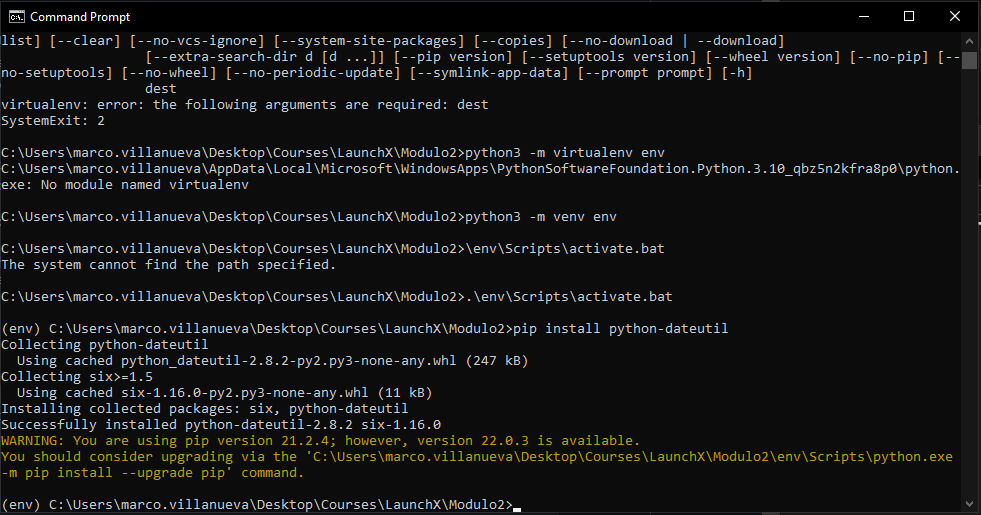 Command Prompt
list] [--clear] [--no-vcs-ignore] [--system-site-packages] [--copies] [--no-download | --download]
[--extra-search-dir d [d ...]] [--pip version] [--setuptools version] [--wheel version] [--no-pip] [--
no-setuptools] [--no-wheel] [--no-periodic-update] [--symlink-app-data] [--prompt prompt] [-h]
dest
virtualenv: error: the following arguments are required: dest
SystemExit: 2
C:\Users\marco.villanueva\Desktop\Courses\LaunchX\Modulo2>python3 -m virtualenv env
C:\Users\marco.villanueva\AppData\Local\Microsoft\WindowsApps\PythonSoftwareFoundation.Python.3.10_qbz5n2kfra8p0\python.
exe: No module named virtualenv
C:\Users\marco.villanueva\Desktop\Courses\LaunchX\Modulo2>python3 -m venv env
C:\Users\marco.villanueva\Desktop\Courses\LaunchX\Modulo2>\env\Scripts\activate.bat
The system cannot find the path specified.
C:\Users\marco.villanueva\Desktop\Courses\LaunchX\Modulo2>.\env\Scripts\activate.bat
(env) C:\Users\marco.villanueva\Desktop\Courses\LaunchX\Modulo2>pip install python-dateutil
Collecting python-dateutil
Using cached python_dateutil-2.8.2-py2.py3-none-any.whl (247 kB)
Collecting six>=1.5
Using cached six-1.16.0-py2.py3-none-any.whl (11 kB)
Installing collected packages: six, python-dateutil
Successfully installed python-dateutil-2.8.2 six-1.16.0
WARNING: You are using pip version 21.2.4; however, version 22.0.3 is available.
You should consider upgrading via the 'C:\Users\marco.villanueva\Desktop\Courses\LaunchX\Modulo2\env\Scripts\python.exe
-m pip install --upgrade pip' command.
(env) C:\Users\marco.villanueva\Desktop\Courses\LaunchX\Modulo2>